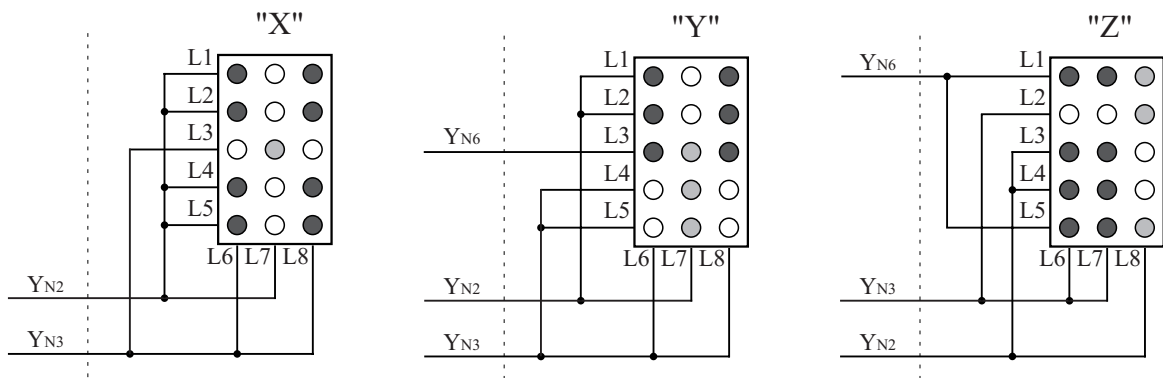 "X"
L1
L2
L3
L4
L5
L6 L7 L8
YN2
YN3
"Y"
L1
L2
YN6 L3
L4
L5
L6 L7 L8
YN2
YN3
"Z"
YN6 L1
L2
L3
L4
L5
L6 L7 L8
YN3
YN2